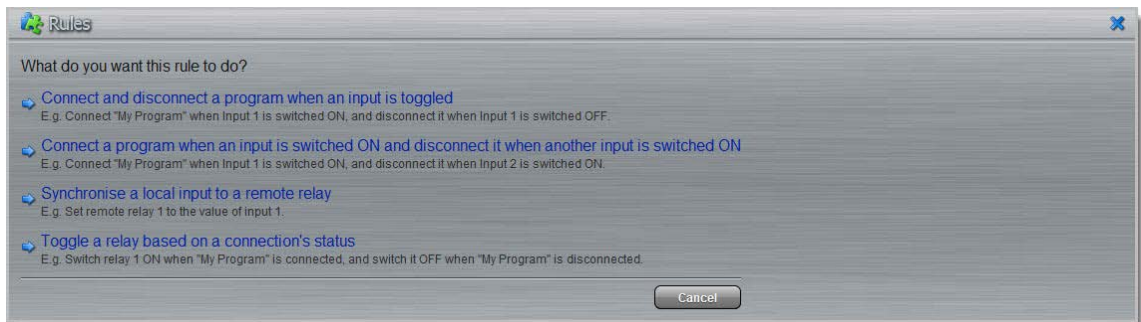 Rules
What do you want this rule to do?
Connect and disconnect a program when an input is toggled
E.g. Connect "My Program" when Input 1 is switched ON, and disconnect it when Input 1 is switched OFF.
Connect a program when an input is switched ON and disconnect it when another input is switched ON
E.g. Connect "My Program" when Input 1 is switched ON, and disconnect it when Input 2 is switched ON.
Synchronise a local input to a remote relay
E.g. Set remote relay 1 to the value of input 1.
Toggle a relay based on a connection's status
E.g. Switch relay 1 ON when "My Program" is connected, and switch it OFF when "My Program" is disconnected.
Cancel